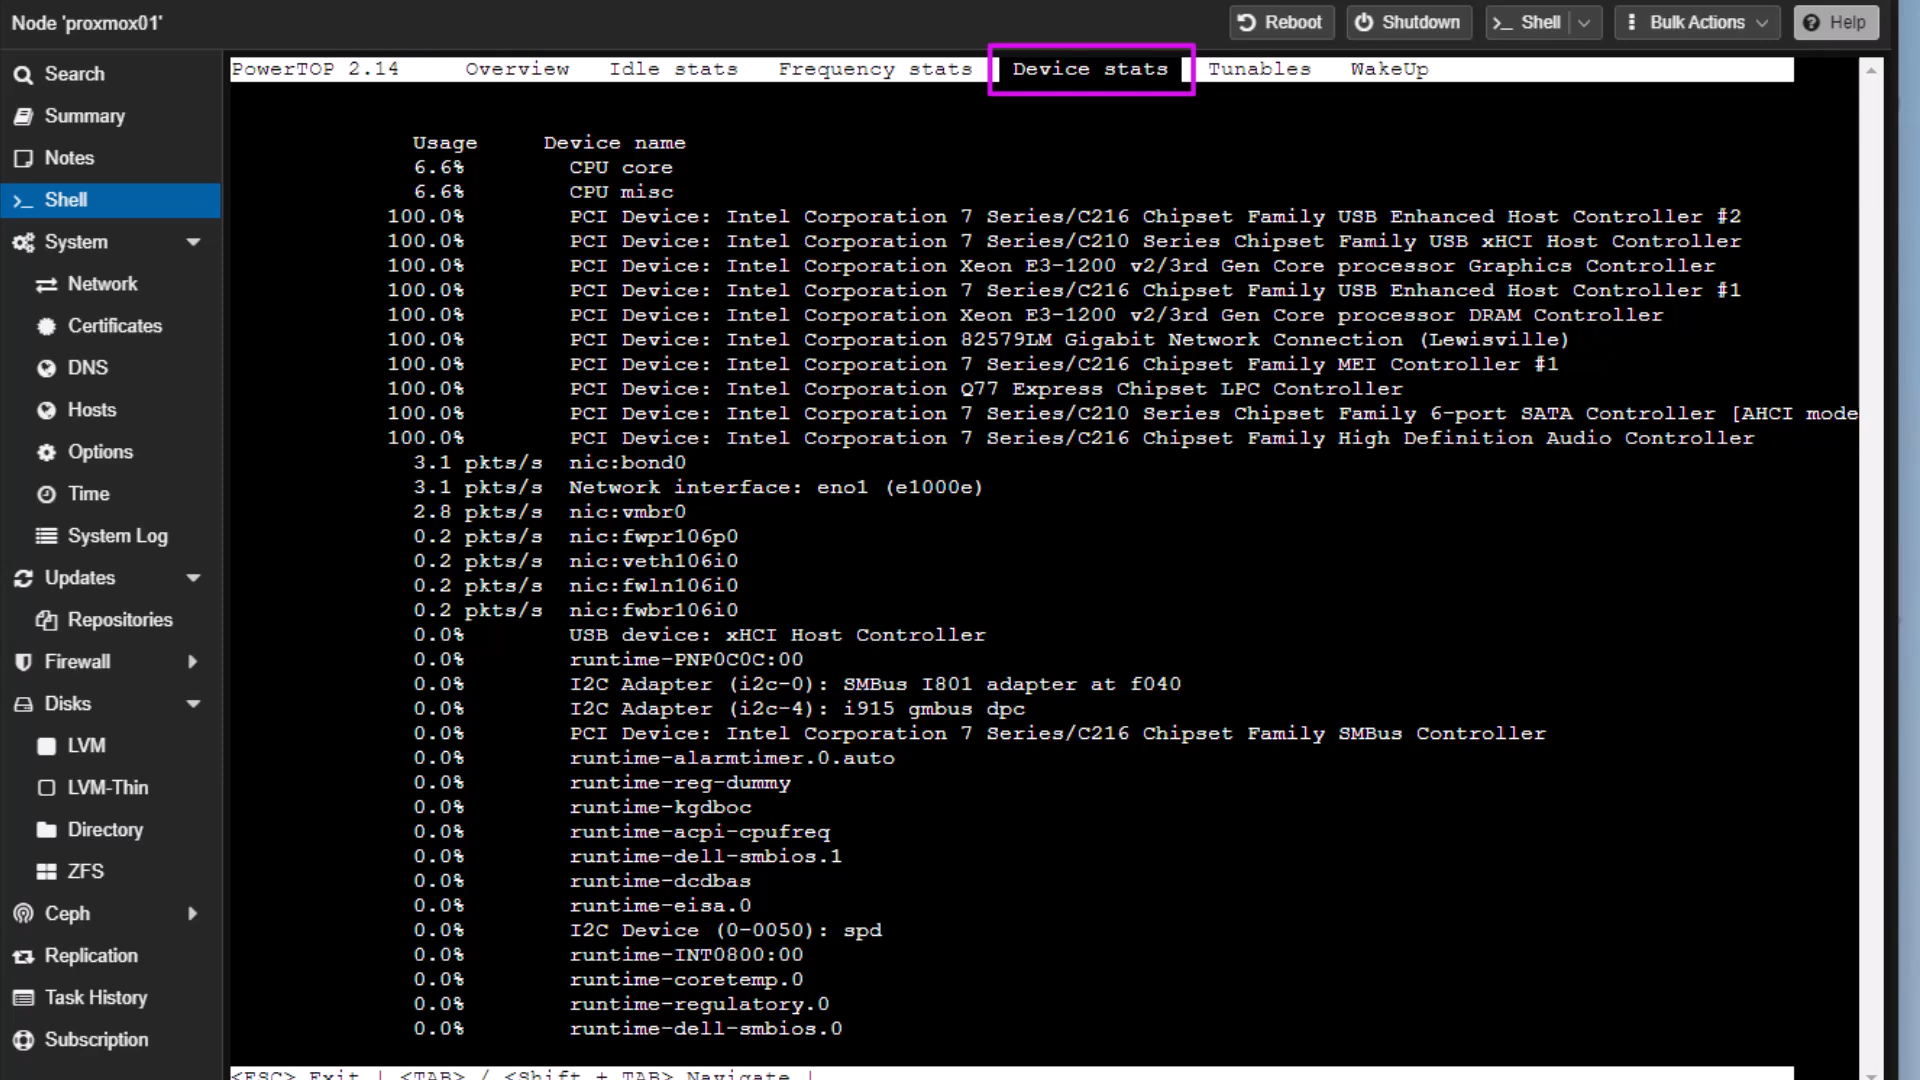 Node 'proxmox01'
Reboot
Shutdown
Shell
Bulk Actions
Help
Search
Summary
Notes
Shell
System
Network
Certificates
DNS
Hosts
Options
Time
System Log
Updates
Repositories
Firewall
Disks
LVM
LVM-Thin
Directory
ZFS
Ceph
Replication
Task History
Subscription
PowerTOP 2.14 Overview Idle stats Frequency stats Device stats Tunables WakeUp
Usage Device name
6.6% CPU core
6.6% CPU misc
100.0% PCI Device: Intel Corporation 7 Series/C216 Chipset Family USB Enhanced Host Controller #2
100.0% PCI Device: Intel Corporation 7 Series/C210 Series Chipset Family USB xHCI Host Controller
100.0% PCI Device: Intel Corporation Xeon E3-1200 v2/3rd Gen Core processor Graphics Controller
100.0% PCI Device: Intel Corporation 7 Series/C216 Chipset Family USB Enhanced Host Controller #1
100.0% PCI Device: Intel Corporation Xeon E3-1200 v2/3rd Gen Core processor DRAM Controller
100.0% PCI Device: Intel Corporation 82579LM Gigabit Network Connection (Lewisville)
100.0% PCI Device: Intel Corporation 7 Series/C216 Chipset Family MEI Controller #1
100.0% PCI Device: Intel Corporation Q77 Express Chipset LPC Controller
100.0% PCI Device: Intel Corporation 7 Series/C210 Series Chipset Family 6-port SATA Controller [AHCI mode
100.0% PCI Device: Intel Corporation 7 Series/C216 Chipset Family High Definition Audio Controller
3.1 pkts/s nic:bond0
3.1 pkts/s Network interface: eno1 (e1000e)
2.8 pkts/s nic:vmbr0
0.2 pkts/s nic:fwpr106p0
0.2 pkts/s nic:veth106i0
0.2 pkts/s nic:fwln106i0
0.2 pkts/s nic:fwbr106i0
0.0% USB device: xHCI Host Controller
0.0% runtime-PNP0C0C:00
0.0% I2C Adapter (i2c-0): SMBus I801 adapter at f040
0.0% I2C Adapter (i2c-4): i915 gmbus dpc
0.0% PCI Device: Intel Corporation 7 Series/C216 Chipset Family SMBus Controller
0.0% runtime-alarmtimer.0.auto
0.0% runtime-reg-dummy
0.0% runtime-kgdboc
0.0% runtime-acpi-cpufreq
0.0% runtime-dell-smbios.1
0.0% runtime-dcdbas
0.0% runtime-eisa.0
0.0% I2C Device (0-0050): spd
0.0% runtime-INT0800:00
0.0% runtime-coretemp.0
0.0% runtime-regulatory.0
0.0% runtime-dell-smbios.0
<ESC> Exit | <TAB> / <Shift + TAB> Navigate |